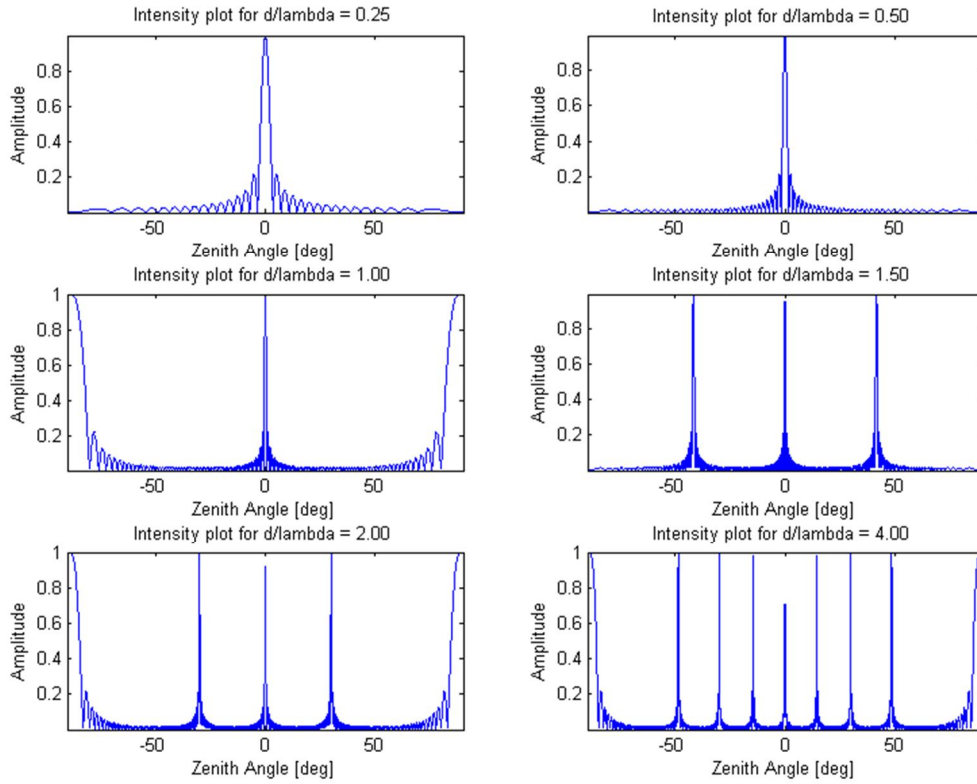 Intensity plot for d/lambda = 0.25
Amplitude
0.8
0.6
0.4
0.2
-50
0
50
Zenith Angle [deg]
Intensity plot for d/lambda = 0.50
Amplitude
0.8
0.6
0.4
0.2
-50
0
50
Zenith Angle [deg]
Intensity plot for d/lambda = 1.00
Amplitude
1
0.8
0.6
0.4
0.2
-50
0
50
Zenith Angle [deg]
Intensity plot for d/lambda = 1.50
Amplitude
0.8
0.6
0.4
0.2
-50
0
50
Zenith Angle [deg]
Intensity plot for d/lambda = 2.00
Amplitude
1
0.8
0.6
0.4
0.2
-50
0
50
Zenith Angle [deg]
Intensity plot for d/lambda = 4.00
Amplitude
1
0.8
0.6
0.4
0.2
-50
0
50
Zenith Angle [deg]